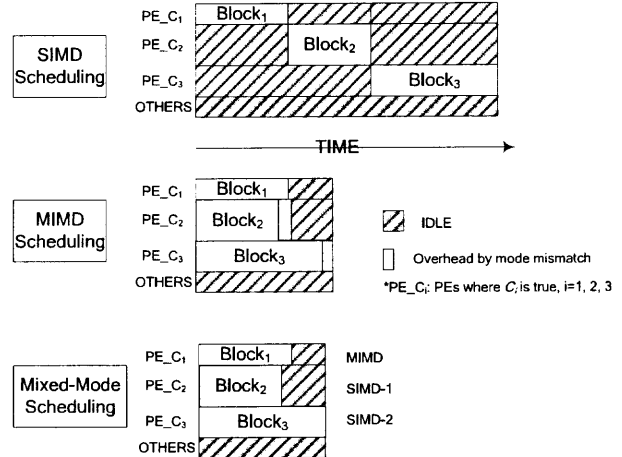 SIMD
Scheduling
PE_C₁
Block₁
PE_C₂
Block₂
PE_C₃
Block₃
OTHERS
TIME
MIMD
Scheduling
PE_C₁
Block₁
PE_C₂
Block₂
PE_C₃
Block₃
OTHERS
IDLE
Overhead by mode mismatch
*PE_Cᵢ: PEs where Cᵢ is true, i=1, 2, 3
Mixed-Mode
Scheduling
PE_C₁
Block₁
MIMD
PE_C₂
Block₂
SIMD-1
PE_C₃
Block₃
SIMD-2
OTHERS